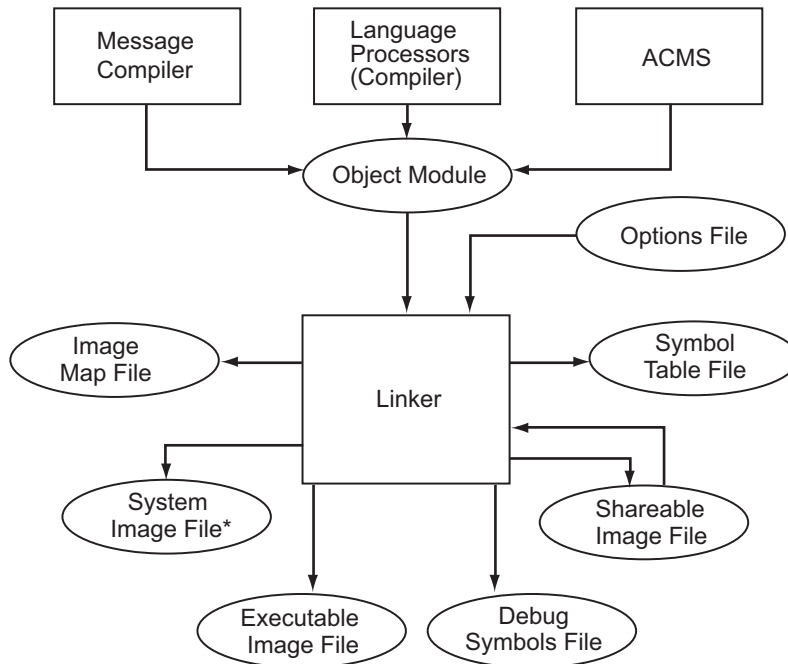 Message
Compiler
Language
Processors
(Compiler)
ACMS
Object Module
Options File
Image
Map File
Symbol
Table File
Linker
System
Image File*
Shareable
Image File
Executable
Image File
Debug
Symbols File